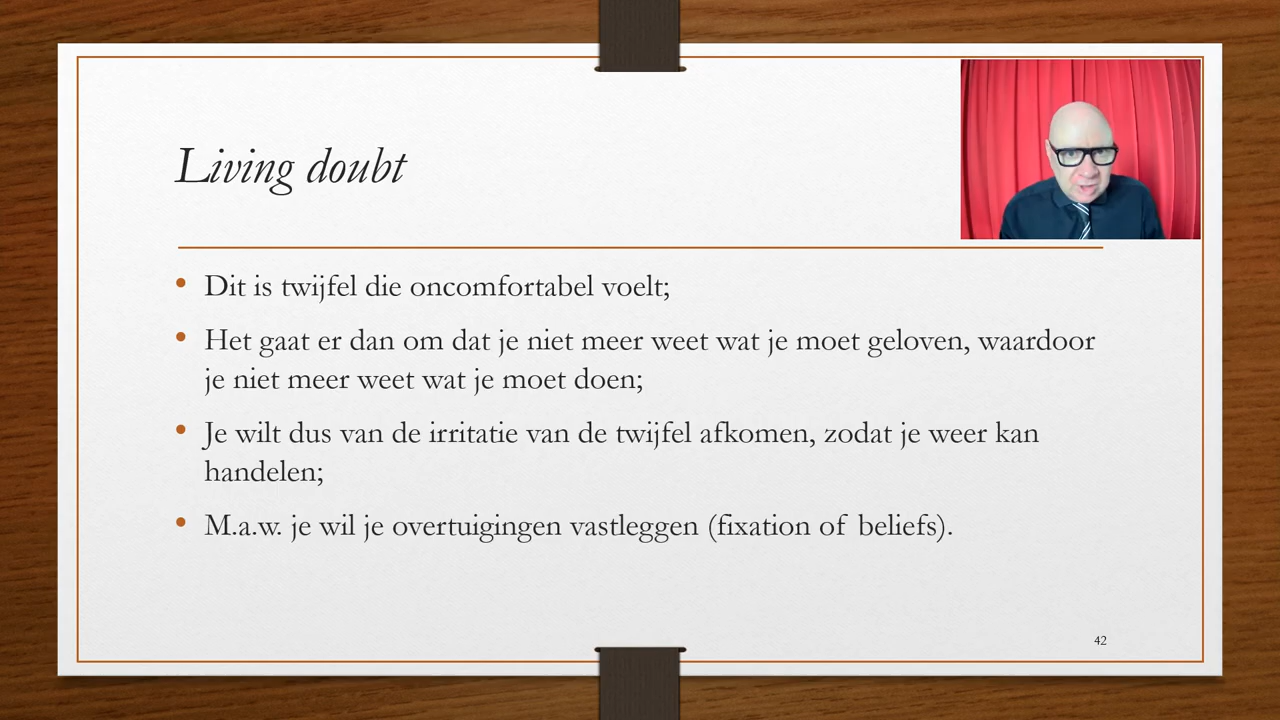 Living doubt
• Dit is twijfel die oncomfortabel voelt;
• Het gaat er dan om dat je niet meer weet wat je moet geloven, waardoor
je niet meer weet wat je moet doen;
• Je wilt dus van de irritatie van de twijfel afkomen, zodat je weer kan
handelen;
• M.a.w. je wil je overtuigingen vastleggen (fixation of beliefs).
42